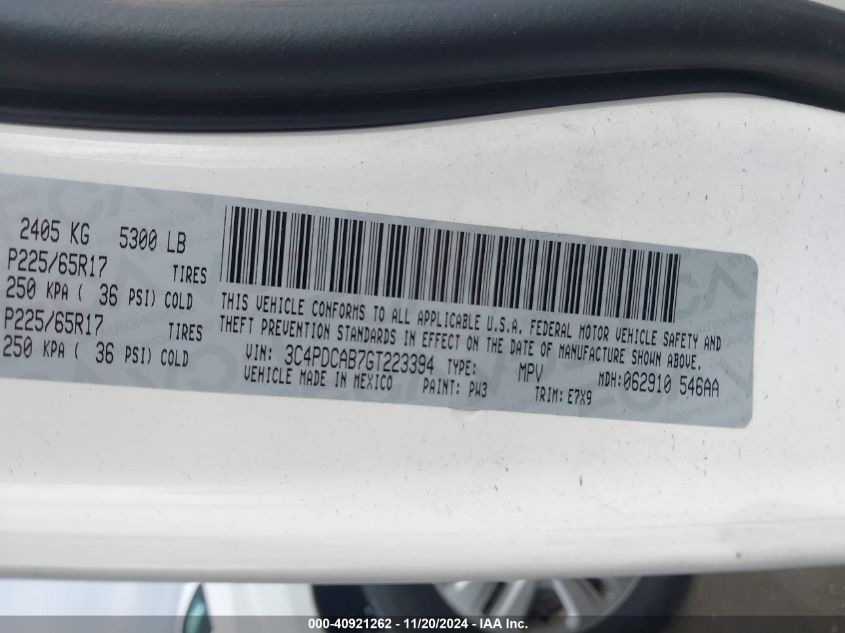 2405 KG 5300 LB
P225/65R17 TIRES
250 KPA ( 36 PSI) COLD
P225/65R17 TIRES
250 KPA ( 36 PSI) COLD
THIS VEHICLE CONFORMS TO ALL APPLICABLE U.S.A. FEDERAL MOTOR VEHICLE SAFETY AND
THEFT PREVENTION STANDARDS IN EFFECT ON THE DATE OF MANUFACTURE SHOWN ABOVE.
VIN: 3C4PDCAB7GT223394 TYPE: MPV MDH:062910 546AA
VEHICLE MADE IN MEXICO PAINT: PW3 TRIM: E7X9
000-40921262 - 11/20/2024 - IAA Inc.